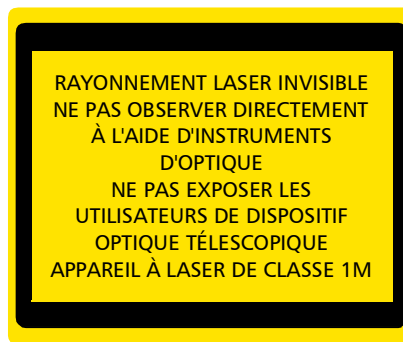 RAYONNEMENT LASER INVISIBLE
NE PAS OBSERVER DIRECTEMENT
À L'AIDE D'INSTRUMENTS
D'OPTIQUE
NE PAS EXPOSER LES
UTILISATEURS DE DISPOSITIF
OPTIQUE TÉLESCOPIQUE
APPAREIL À LASER DE CLASSE 1M